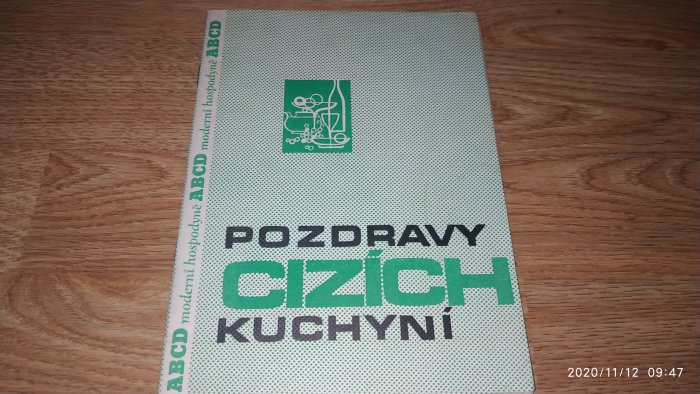 ABCD moderní hospodyně ABCD moderní hospodyně ABCD
POZDRAVY
CIZÍCH
KUCHYNÍ
2020/11/12 09:47